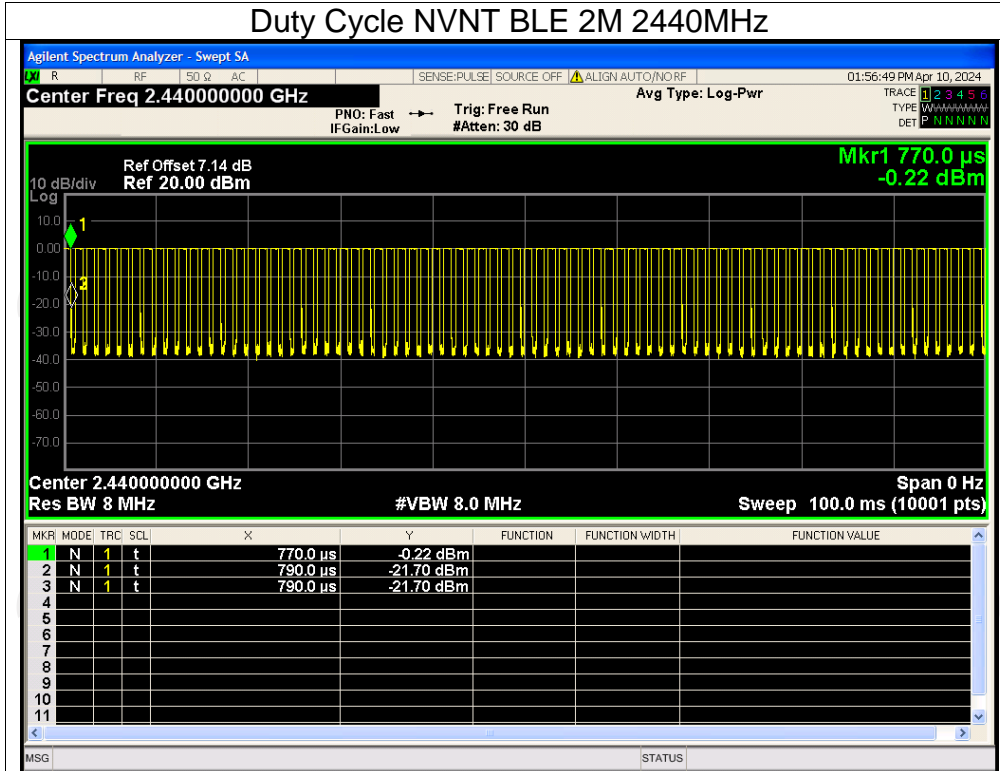 Duty Cycle NVNT BLE 2M 2440MHz
Agilent Spectrum Analyzer - Swept SA
LXI R RF 50 Ω AC SENSE:PULSE SOURCE OFF ALIGN AUTO/NORF 01:56:49 PM Apr 10, 2024
Center Freq 2.440000000 GHz Avg Type: Log-Pwr TRACE 1 2 3 4 5 6
PNO: Fast Trig: Free Run TYPE WWWWWW
IFGain:Low #Atten: 30 dB DET P N N N N N
Mkr1 770.0 µs
Ref Offset 7.14 dB
10 dB/div Ref 20.00 dBm -0.22 dBm
Log
10.0
1
0.00
-10.0
-20.0
-30.0
-40.0
-50.0
-60.0
-70.0
Center 2.440000000 GHz Span 0 Hz
Res BW 8 MHz #VBW 8.0 MHz Sweep 100.0 ms (10001 pts)
MKR MODE TRC SCL X Y FUNCTION FUNCTION WIDTH FUNCTION VALUE
1 N 1 t 770.0 µs -0.22 dBm
2 N 1 t 790.0 µs -21.70 dBm
3 N 1 t 790.0 µs -21.70 dBm
4
5
6
7
8
9
10
11
MSG STATUS